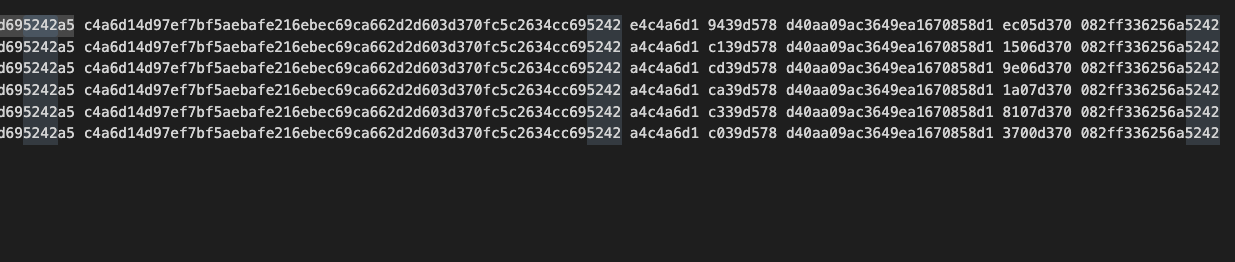 d695242a5 c4a6d14d97ef7bf5aebafe216ebec69ca662d2d603d370fc5c2634cc695242 e4c4a6d1 9439d578 d40aa09ac3649ea1670858d1 ec05d370 082ff336256a5242
d695242a5 c4a6d14d97ef7bf5aebafe216ebec69ca662d2d603d370fc5c2634cc695242 a4c4a6d1 c139d578 d40aa09ac3649ea1670858d1 1506d370 082ff336256a5242
d695242a5 c4a6d14d97ef7bf5aebafe216ebec69ca662d2d603d370fc5c2634cc695242 a4c4a6d1 cd39d578 d40aa09ac3649ea1670858d1 9e06d370 082ff336256a5242
d695242a5 c4a6d14d97ef7bf5aebafe216ebec69ca662d2d603d370fc5c2634cc695242 a4c4a6d1 ca39d578 d40aa09ac3649ea1670858d1 1a07d370 082ff336256a5242
d695242a5 c4a6d14d97ef7bf5aebafe216ebec69ca662d2d603d370fc5c2634cc695242 a4c4a6d1 c339d578 d40aa09ac3649ea1670858d1 8107d370 082ff336256a5242
d695242a5 c4a6d14d97ef7bf5aebafe216ebec69ca662d2d603d370fc5c2634cc695242 a4c4a6d1 c039d578 d40aa09ac3649ea1670858d1 3700d370 082ff336256a5242